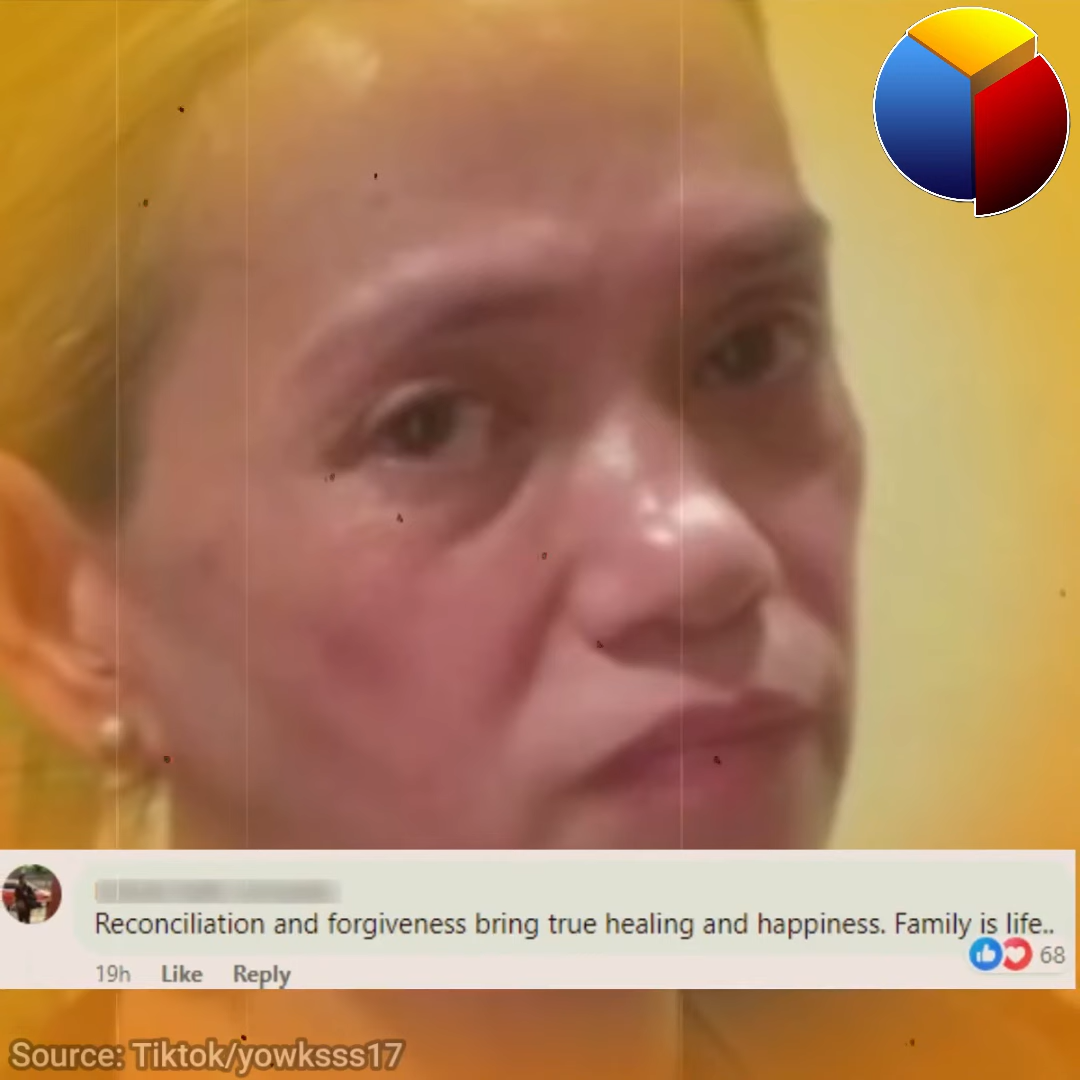 Reconciliation and forgiveness bring true healing and happiness. Family is life..
19h Like Reply 68
Source: Tiktok/yowksss17